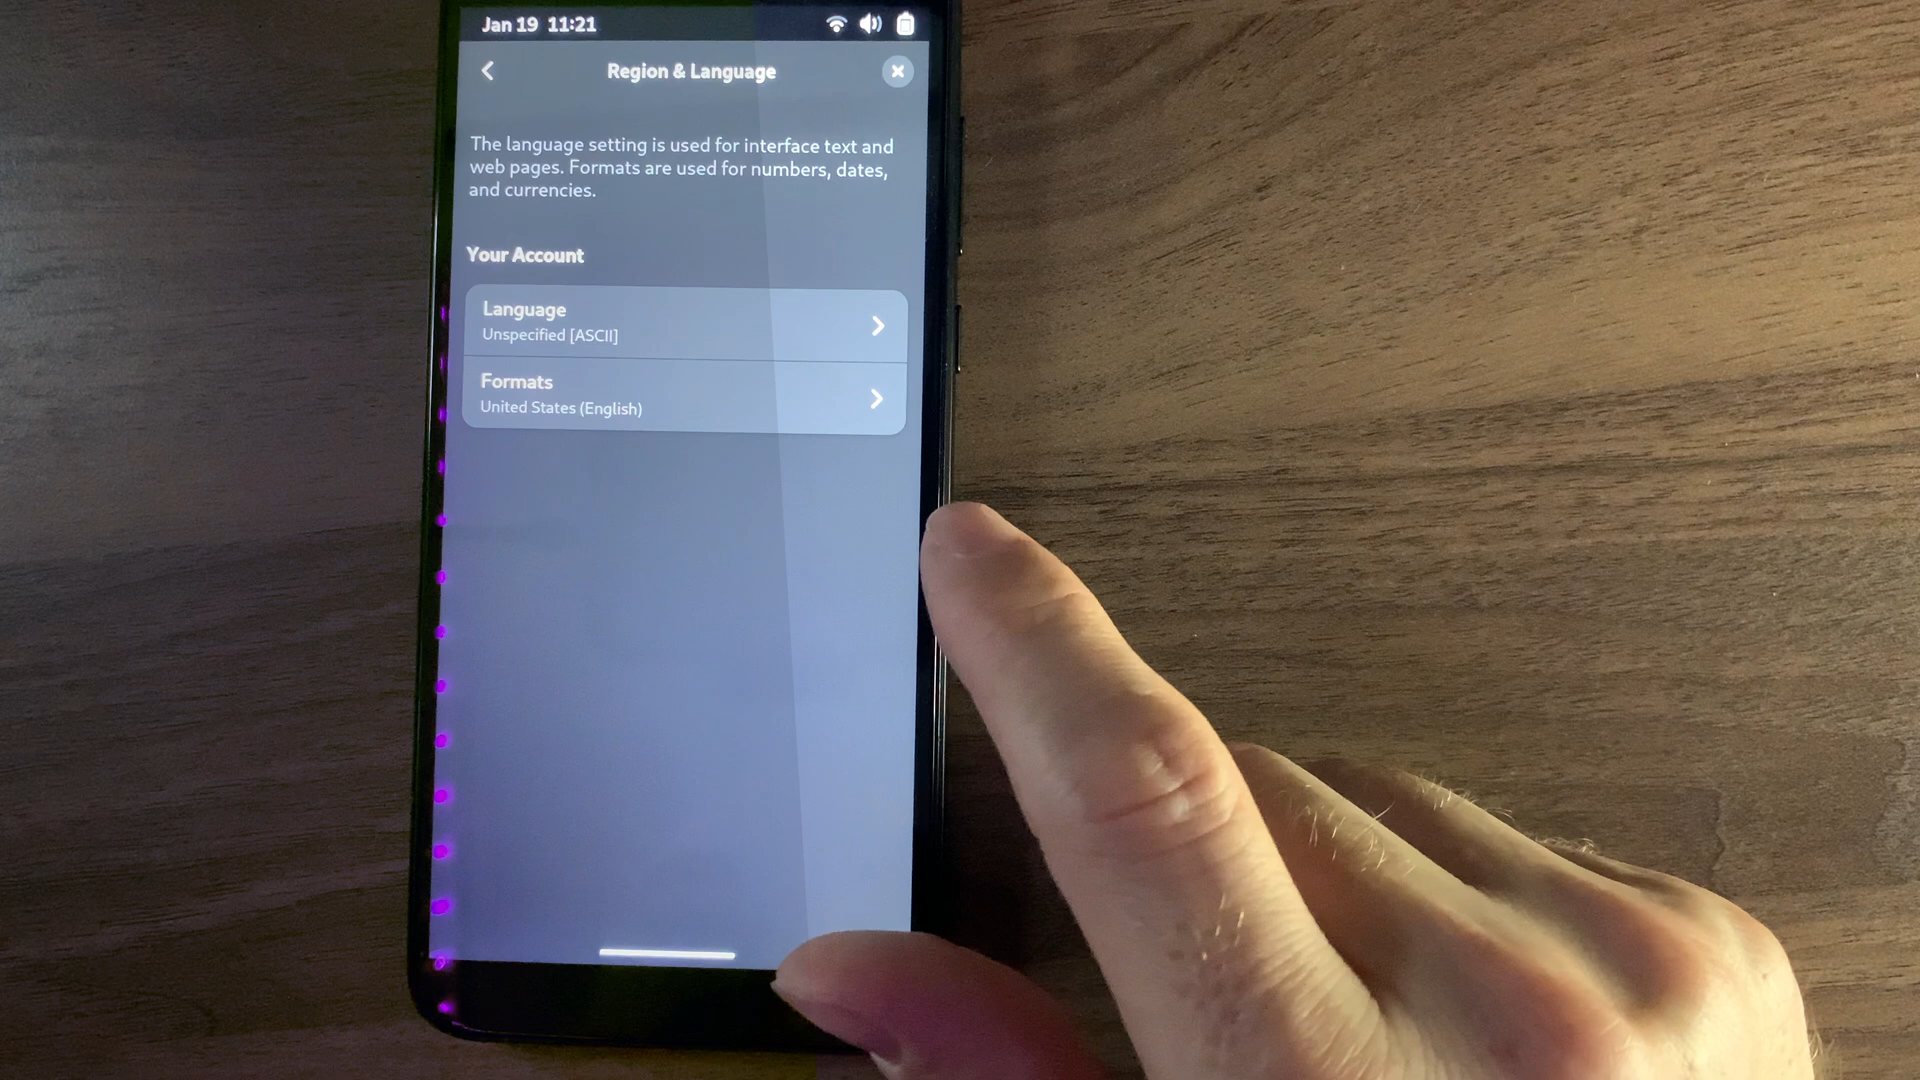 Jan 19 11:21
Region & Language
The language setting is used for interface text and
web pages. Formats are used for numbers, dates,
and currencies.
Your Account
Language
Unspecified [ASCII]
Formats
United States (English)